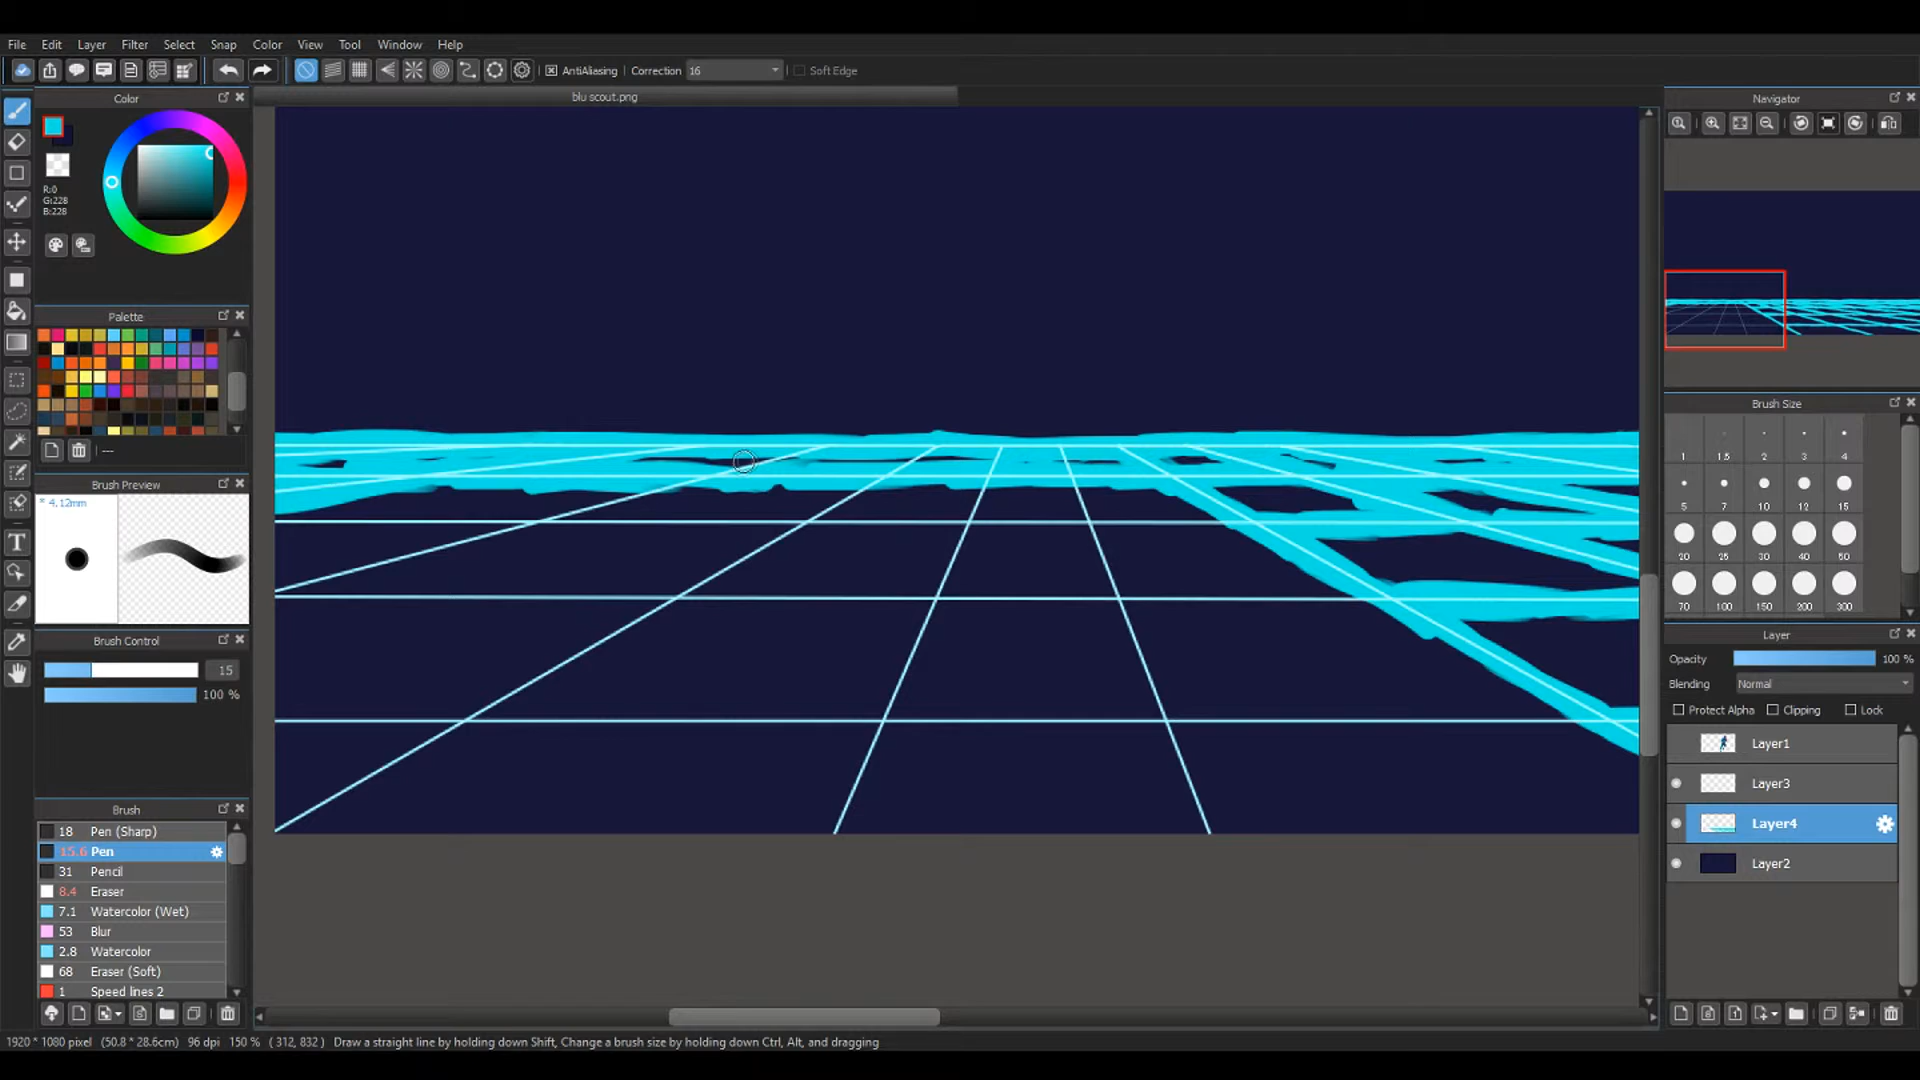 File Edit Layer Filter Select Snap Color View Tool Window Help
AntiAliasing Correction 16 Soft Edge
Color
blu scout.png
Navigator
R:0
G:228
B:228
Palette
---
Brush Size
1 1.5 2 3 4
5 7 10 12 15
20 25 30 40 50
70 100 150 200 300
Brush Preview
* 4.12mm
Brush Control
15
100 %
Layer
Opacity 100 %
Blending Normal
Protect Alpha Clipping Lock
Layer1
Layer3
Layer4
Layer2
Brush
18 Pen (Sharp)
15.6 Pen
31 Pencil
8.4 Eraser
7.1 Watercolor (Wet)
53 Blur
2.8 Watercolor
68 Eraser (Soft)
1 Speed lines 2
1920 * 1080 pixel (50.8 * 28.6cm) 96 dpi 150 % ( 312, 832 ) Draw a straight line by holding down Shift, Change a brush size by holding down Ctrl, Alt, and dragging